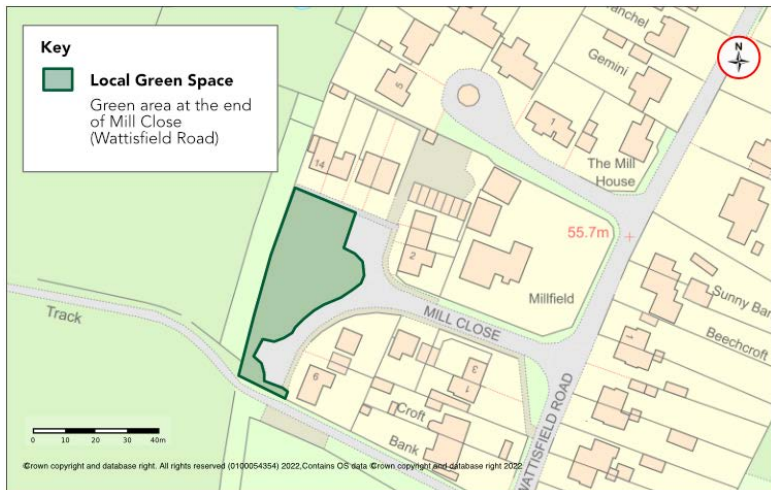 Key
Local Green Space
Green area at the end
of Mill Close
(Wattisfield Road)
N
anchel
Gemini
5
1
14
The Mill
House
55.7m
2
Millfield
Sunny Ban
Beechcroft
MILL CLOSE
Track
1
3
1
9
Croft
Bank
WATTISFIELD ROAD
0 10 20 30 40m
©rown copyright and database right. All rights reserved (0100054354) 2022,Contains OS data ©rown copyright and database right 2022